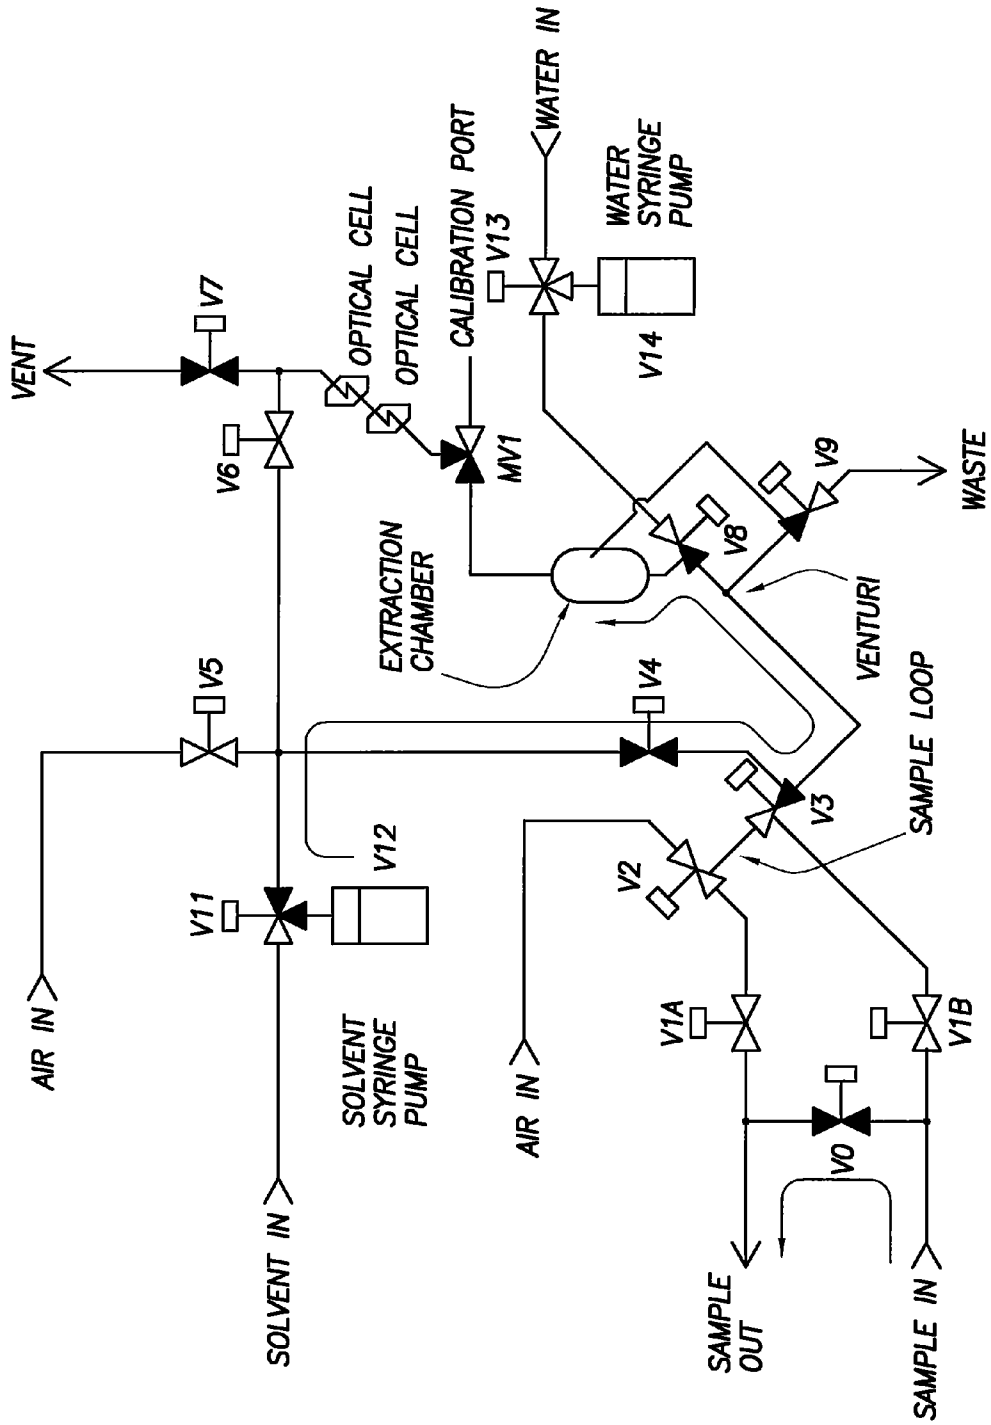 VENT
V7
AIR IN
V5
V6
OPTICAL CELL
OPTICAL CELL
CALIBRATION PORT
WATER IN
V13
WATER
SYRINGE
PUMP
V14
MV1
EXTRACTION
CHAMBER
V8
V9
WASTE
VENTURI
V4
SAMPLE LOOP
V3
V2
V12
V11
SOLVENT
SYRINGE
PUMP
SOLVENT IN
AIR IN
V1A
V1B
V0
SAMPLE
OUT
SAMPLE IN